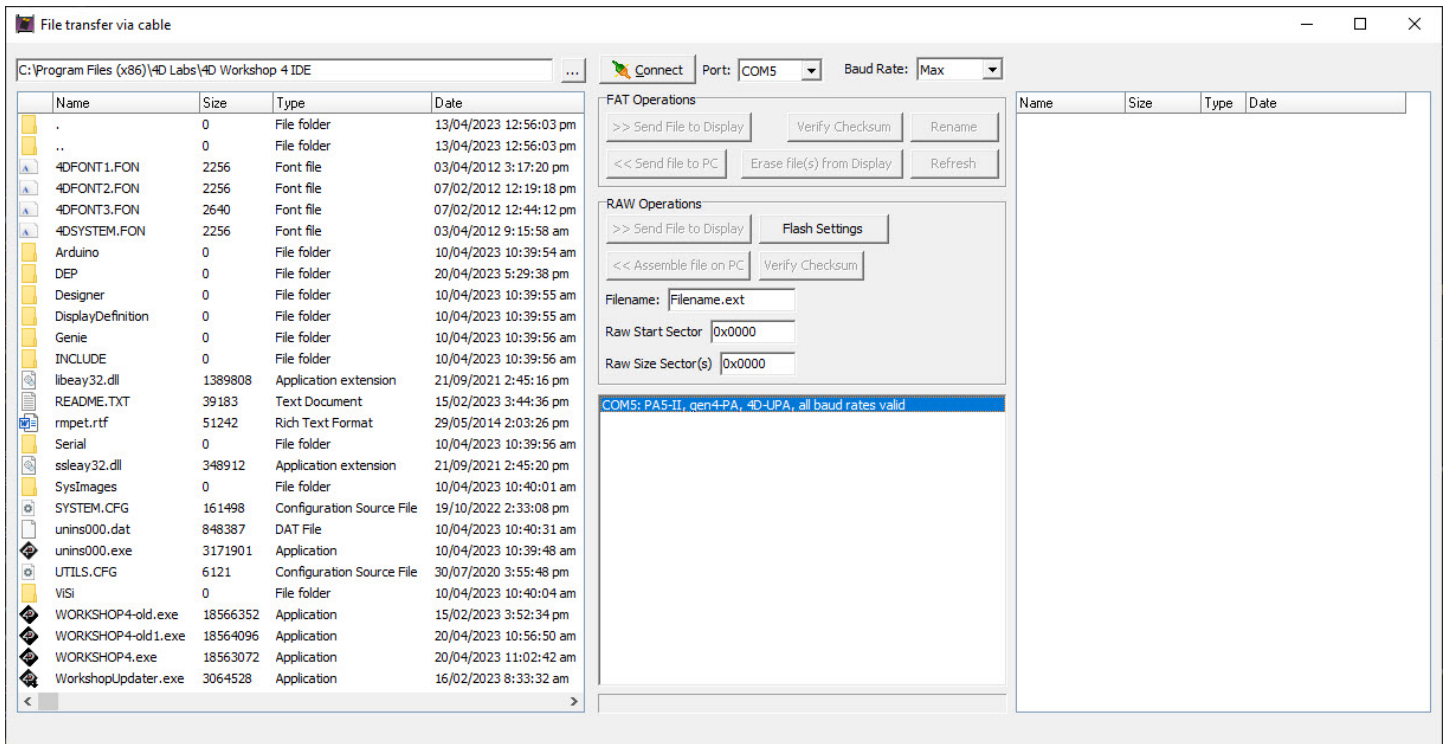 File transfer via cable
C:\Program Files (x86)\4D Labs\4D Workshop 4 IDE ...
Connect Port: COM5 Baud Rate: Max
Name Size Type Date
. 0 File folder 13/04/2023 12:56:03 pm
.. 0 File folder 13/04/2023 12:56:03 pm
4DFONT1.FON 2256 Font file 03/04/2012 3:17:20 pm
4DFONT2.FON 2256 Font file 07/02/2012 12:19:18 pm
4DFONT3.FON 2640 Font file 07/02/2012 12:44:12 pm
4DSYSTEM.FON 2256 Font file 03/04/2012 9:15:58 am
Arduino 0 File folder 10/04/2023 10:39:54 am
DEP 0 File folder 20/04/2023 5:29:38 pm
Designer 0 File folder 10/04/2023 10:39:55 am
DisplayDefinition 0 File folder 10/04/2023 10:39:55 am
Genie 0 File folder 10/04/2023 10:39:56 am
INCLUDE 0 File folder 10/04/2023 10:39:56 am
libeay32.dll 1389808 Application extension 21/09/2021 2:45:16 pm
README.TXT 39183 Text Document 15/02/2023 3:44:36 pm
rmpet.rtf 51242 Rich Text Format 29/05/2014 2:03:26 pm
Serial 0 File folder 10/04/2023 10:39:56 am
ssleay32.dll 348912 Application extension 21/09/2021 2:45:20 pm
SysImages 0 File folder 10/04/2023 10:40:01 am
SYSTEM.CFG 161498 Configuration Source File 19/10/2022 2:33:08 pm
unins000.dat 848387 DAT File 10/04/2023 10:40:31 am
unins000.exe 3171901 Application 10/04/2023 10:39:48 am
UTILS.CFG 6121 Configuration Source File 30/07/2020 3:55:48 pm
ViSi 0 File folder 10/04/2023 10:40:04 am
WORKSHOP4-old.exe 18566352 Application 15/02/2023 3:52:34 pm
WORKSHOP4-old1.exe 18564096 Application 20/04/2023 10:56:50 am
WORKSHOP4.exe 18563072 Application 20/04/2023 11:02:42 am
WorkshopUpdater.exe 3064528 Application 16/02/2023 8:33:32 am
FAT Operations
>> Send File to Display Verify Checksum Rename
<< Send file to PC Erase file(s) from Display Refresh
RAW Operations
>> Send File to Display Flash Settings
<< Assemble file on PC Verify Checksum
Filename: Filename.ext
Raw Start Sector 0x0000
Raw Size Sector(s) 0x0000
COM5: PA5-II, gen4-PA, 4D-UPA, all baud rates valid
Name Size Type Date